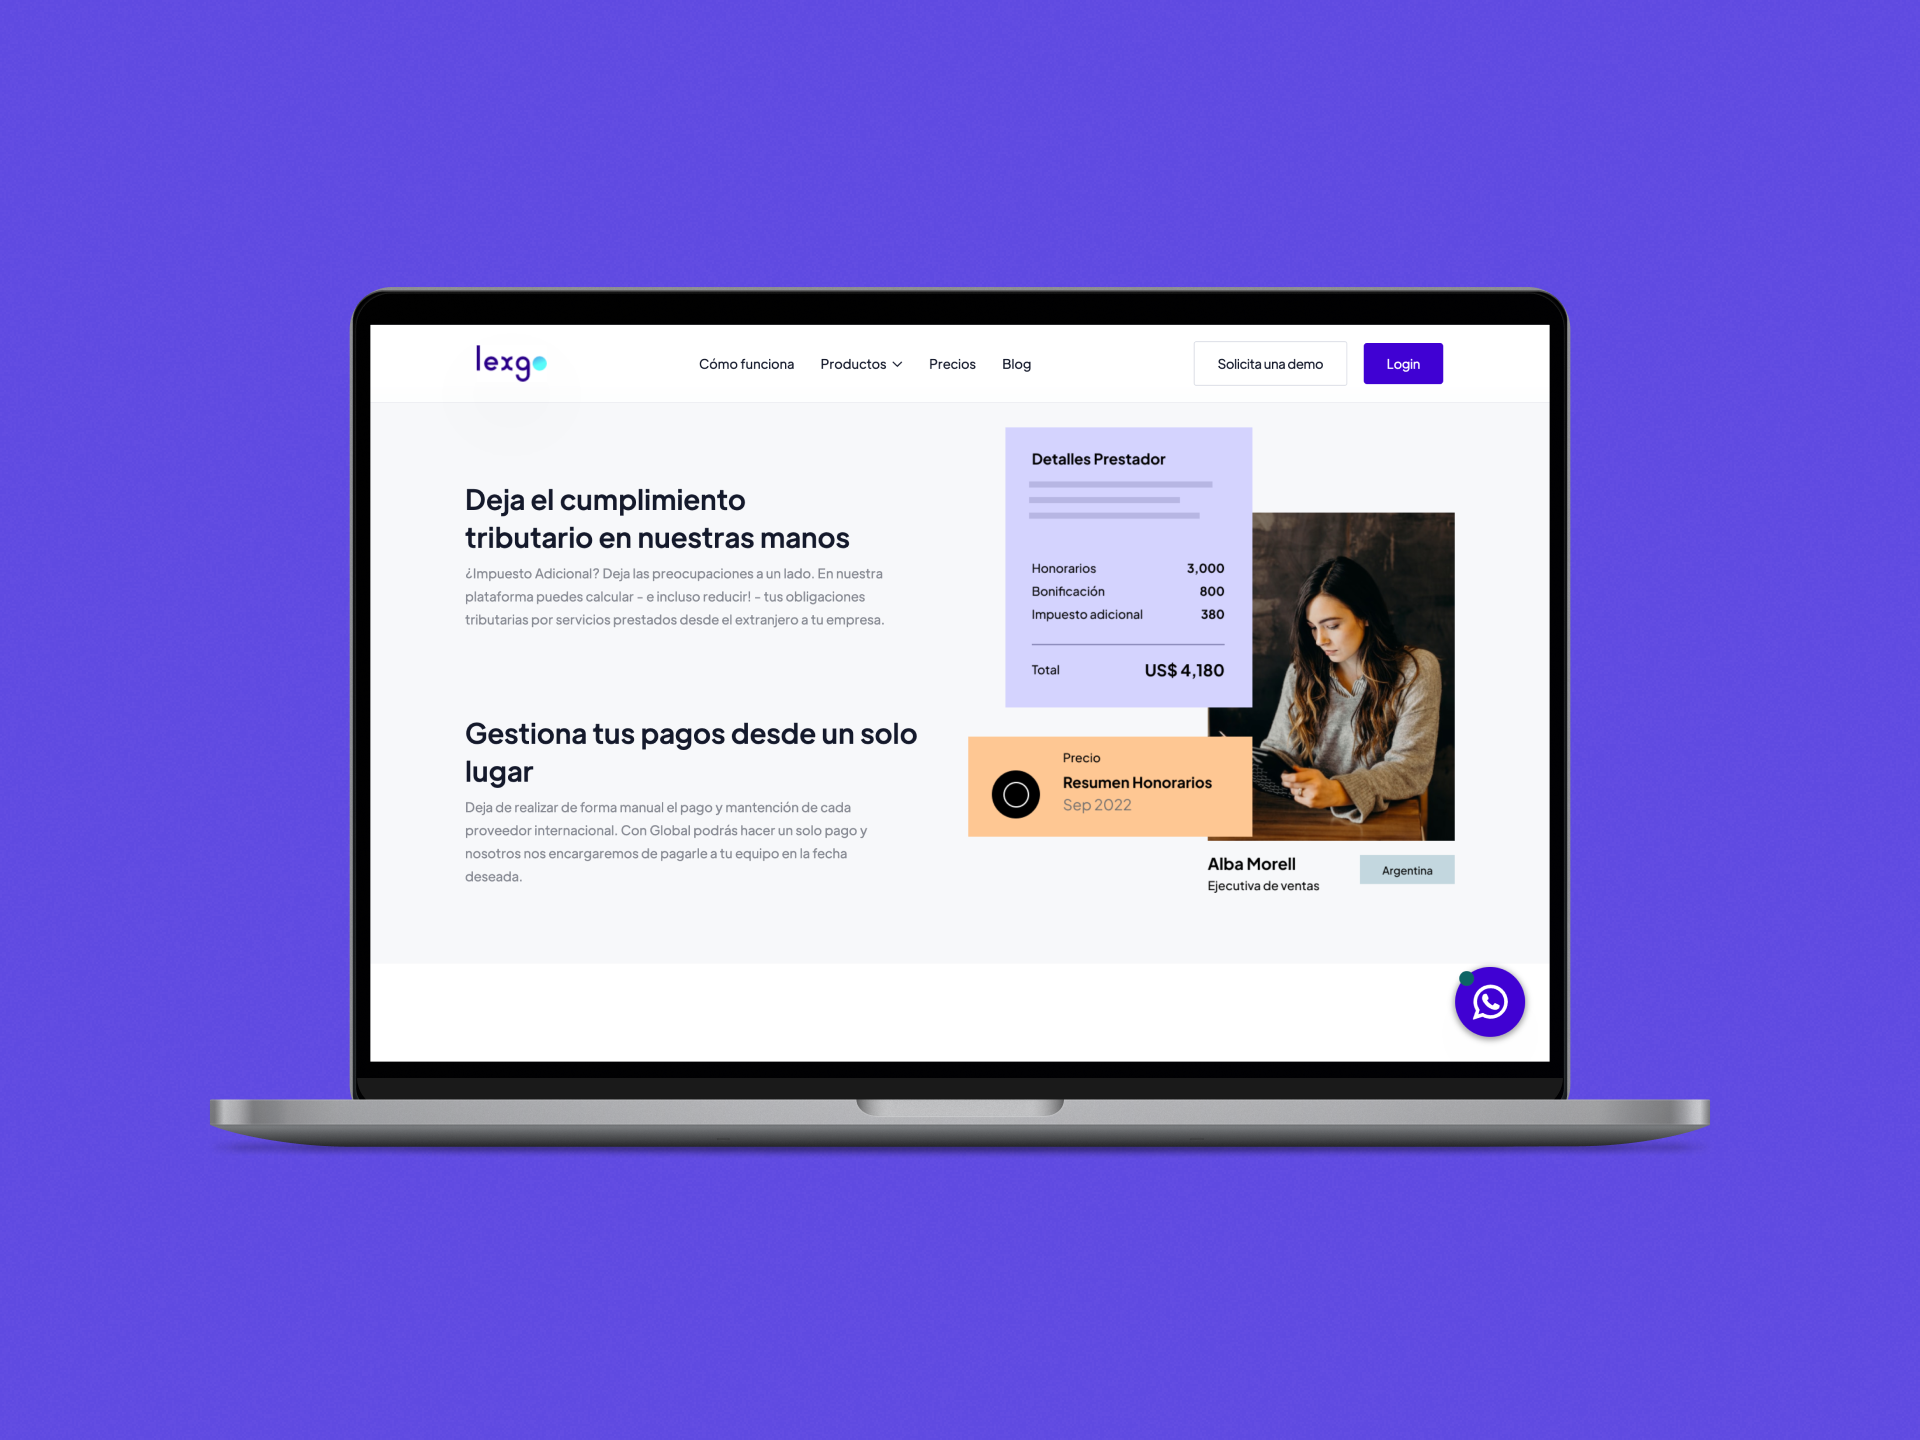 lexgo
Cómo funciona
Productos
Precios
Blog
Solicita una demo
Login
Deja el cumplimiento
tributario en nuestras manos
¿Impuesto Adicional? Deja las preocupaciones a un lado. En nuestra
plataforma puedes calcular - e incluso reducir! - tus obligaciones
tributarias por servicios prestados desde el extranjero a tu empresa.
Gestiona tus pagos desde un solo
lugar
Deja de realizar de forma manual el pago y mantención de cada
proveedor internacional. Con Global podrás hacer un solo pago y
nosotros nos encargaremos de pagarle a tu equipo en la fecha
deseada.
Detalles Prestador
Honorarios 3,000
Bonificación 800
Impuesto adicional 380
Total US$ 4,180
Precio
Resumen Honorarios
Sep 2022
Alba Morell
Ejecutiva de ventas
Argentina